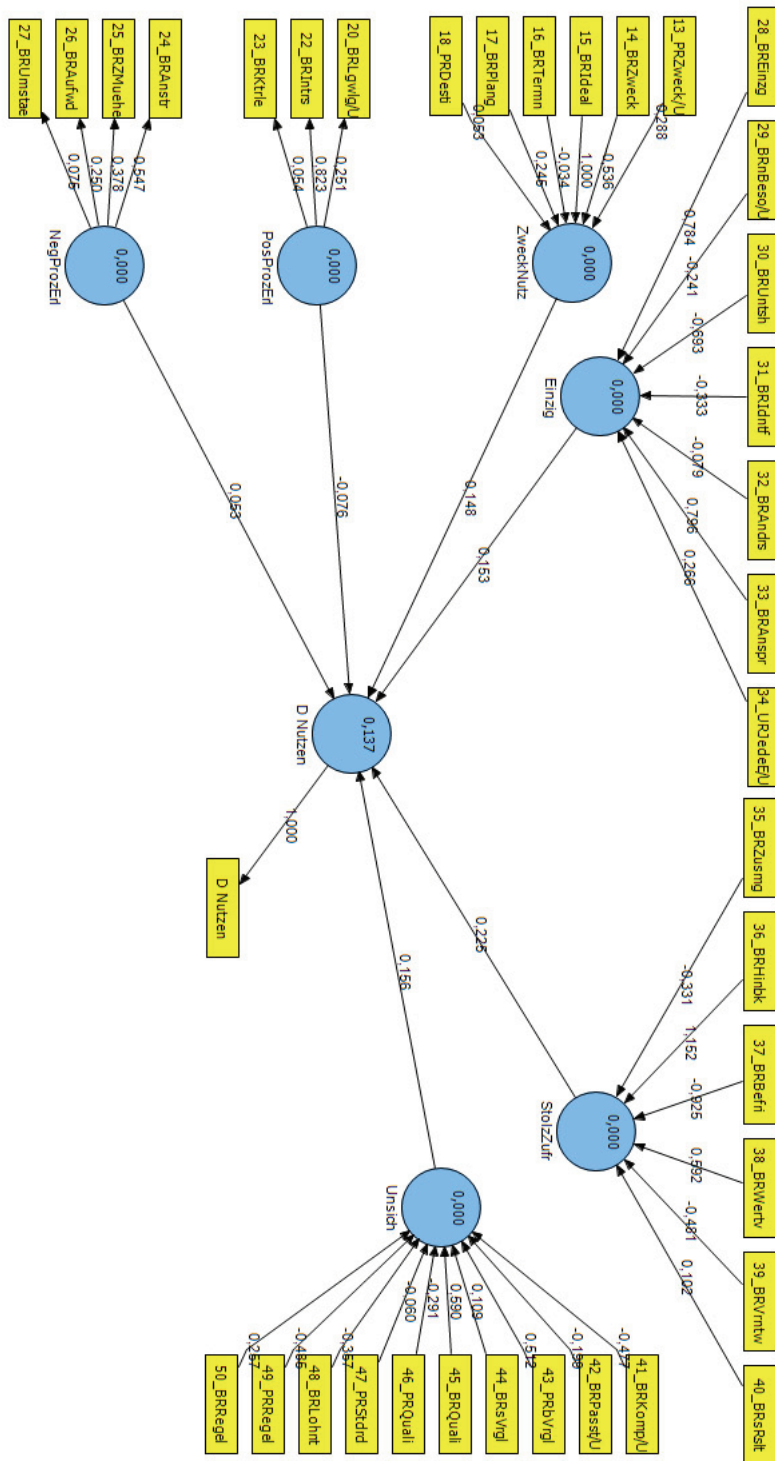 28_BREinzg
29_BRnBeso/U
30_BRUntsh
31_BRIdntf
32_BRAndrs
33_BRAnspr
34_URJedeE/U
0,784
-0,241
-0,693
-0,333
-0,079
0,796
0,266
0,000
Einzig
35_BRZusmg
36_BRHinbk
37_BRBefri
38_BRWertv
39_BRVrntw
40_BRsRslt
-0,331
1,152
-0,925
0,592
-0,481
0,102
0,000
StolzZufr
13_PRZweck/U
14_BRZweck
15_BRIdeal
16_BRTermn
17_BRPlang
18_PRDesti
0,288
0,536
1,000
-0,034
0,245
0,053
0,000
ZweckNutz
20_BRLgwlg/U
22_BRIntrs
23_BRKtrle
0,251
0,823
0,054
0,000
PosProzErl
24_BRAnstr
25_BRZMuehe
26_BRAufwd
27_BRUmstae
0,547
0,378
0,250
0,075
0,000
NegProzErl
0,153
0,148
-0,076
0,053
0,225
0,156
0,137
D Nutzen
1,000
D Nutzen
0,000
Unsich
-0,477
-0,198
0,512
0,109
0,590
-0,291
-0,060
-0,357
-0,486
0,257
41_BRKomp/U
42_BRPasst/U
43_PRbVrgl
44_BRsVrgl
45_BRQuali
46_PRQuali
47_PRStdrd
48_BRLohnt
49_PRRegel
50_BRRegel